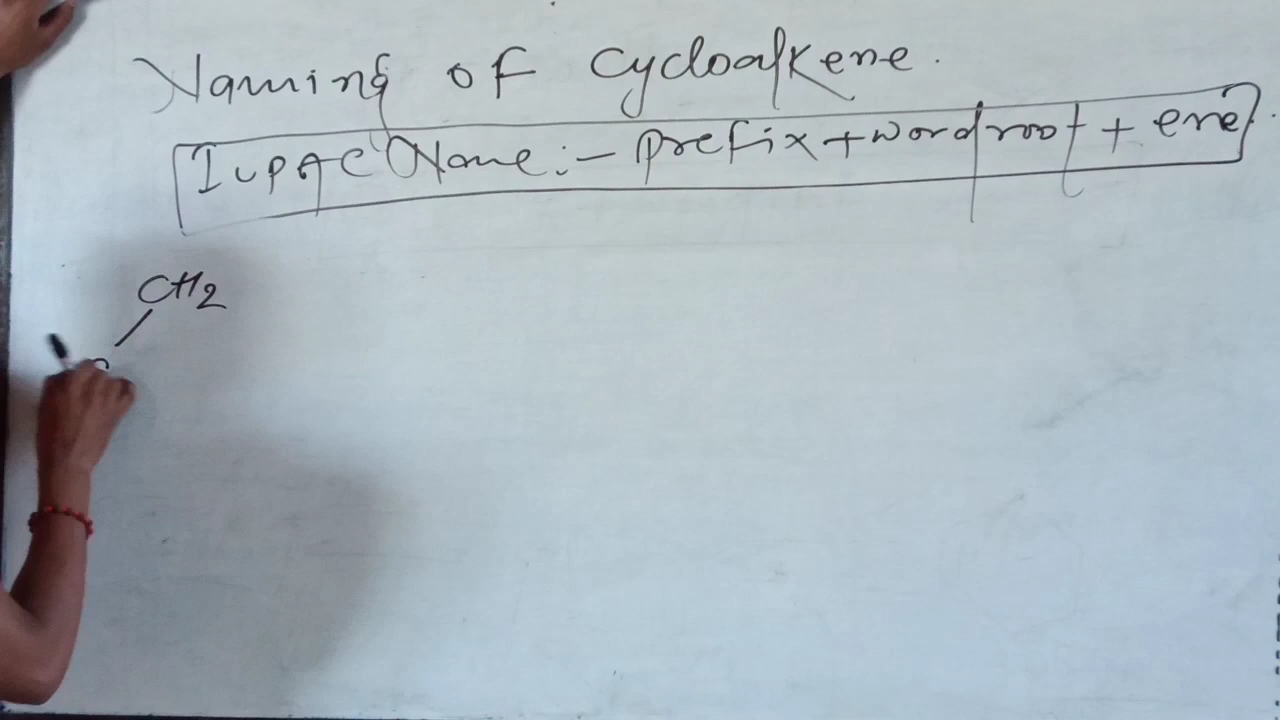 Naming of Cycloalkene.
IUPAC Name:- prefix+word root + ene
CH2